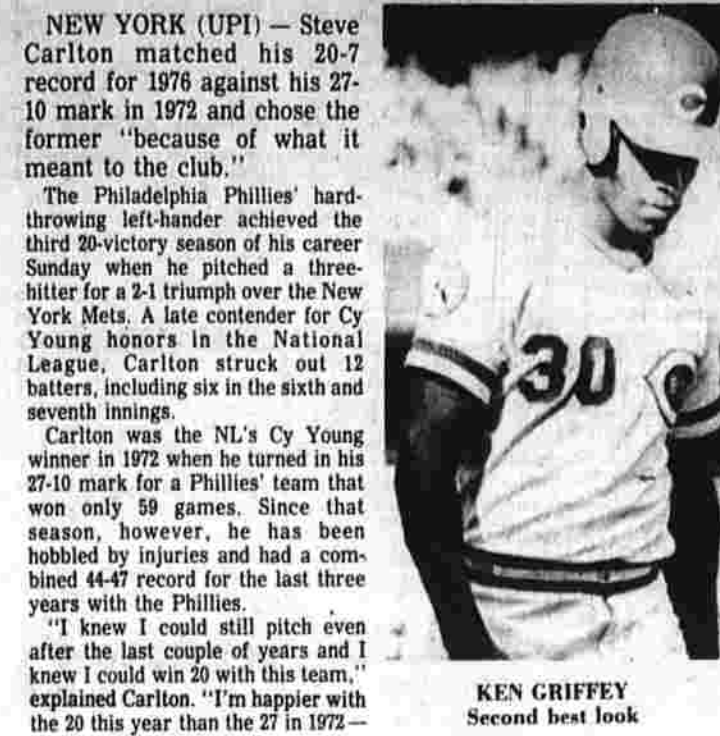 NEW YORK (UPI) — Steve
Carlton matched his 20-7
record for 1976 against his 27-
10 mark in 1972 and chose the
former "because of what it
meant to the club."
The Philadelphia Phillies' hard-
throwing left-hander achieved the
third 20-victory season of his career
Sunday when he pitched a three-
hitter for a 2-1 triumph over the New
York Mets. A late contender for Cy
Young honors in the National
League, Carlton struck out 12
batters, including six in the sixth and
seventh innings.
Carlton was the NL's Cy Young
winner in 1972 when he turned in his
27-10 mark for a Phillies' team that
won only 59 games. Since that
season, however, he has been
hobbled by injuries and had a com-
bined 44-47 record for the last three
years with the Phillies.
"I knew I could still pitch even
after the last couple of years and I
knew I could win 20 with this team,"
explained Carlton. "I'm happier with
the 20 this year than the 27 in 1972 —
30
KEN GRIFFEY
Second best look